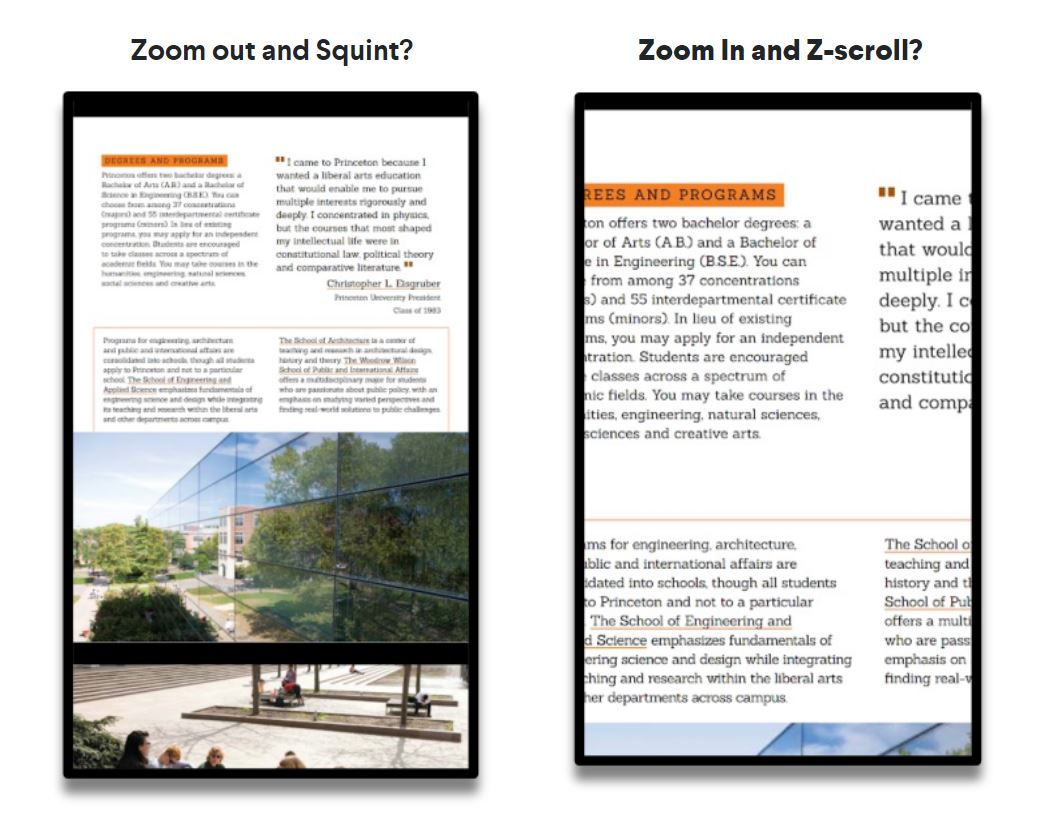 Zoom out and Squint?
DEGREES AND PROGRAMS
Princeton offers two bachelor degrees: a
Bachelor of Arts (A.B.) and a Bachelor of
Science in Engineering (B.S.E.). You can
choose from among 37 concentrations
(majors) and 55 interdepartmental certificate
programs (minors). In lieu of existing
programs, you may apply for an independent
concentration. Students are encouraged
to take classes across a spectrum of
academic fields. You may take courses in the
humanities, engineering, natural sciences,
social sciences and creative arts.
" I came to Princeton because I
wanted a liberal arts education
that would enable me to pursue
multiple interests rigorously and
deeply. I concentrated in physics,
but the courses that most shaped
my intellectual life were in
constitutional law, political theory
and comparative literature. "
Christopher L. Eisgruber
Princeton University President
Class of 1983
Programs for engineering, architecture
and public and international affairs are
consolidated into schools, though all students
apply to Princeton and not to a particular
school. The School of Engineering and
Applied Science emphasizes fundamentals of
engineering science and design while integrating
its teaching and research within the liberal arts
and other departments across campus.
The School of Architecture is a center of
teaching and research in architectural design,
history and theory. The Woodrow Wilson
School of Public and International Affairs
offers a multidisciplinary major for students
who are passionate about public policy, with an
emphasis on studying varied perspectives and
finding real-world solutions to public challenges.
Zoom In and Z-scroll?
REES AND PROGRAMS
ton offers two bachelor degrees: a
or of Arts (A.B.) and a Bachelor of
e in Engineering (B.S.E.). You can
from among 37 concentrations
s) and 55 interdepartmental certificate
ms (minors). In lieu of existing
ms, you may apply for an independent
tration. Students are encouraged
classes across a spectrum of
nic fields. You may take courses in the
ities, engineering, natural sciences,
sciences and creative arts.
" I came t
wanted a l
that would
multiple in
deeply. I co
but the co
my intellec
constitutio
and compa
ms for engineering, architecture,
ublic and international affairs are
idated into schools, though all students
to Princeton and not to a particular
The School of Engineering and
d Science emphasizes fundamentals of
ering science and design while integrating
ching and research within the liberal arts
her departments across campus.
The School o
teaching and
history and th
School of Pub
offers a multi
who are pass
emphasis on
finding real-w